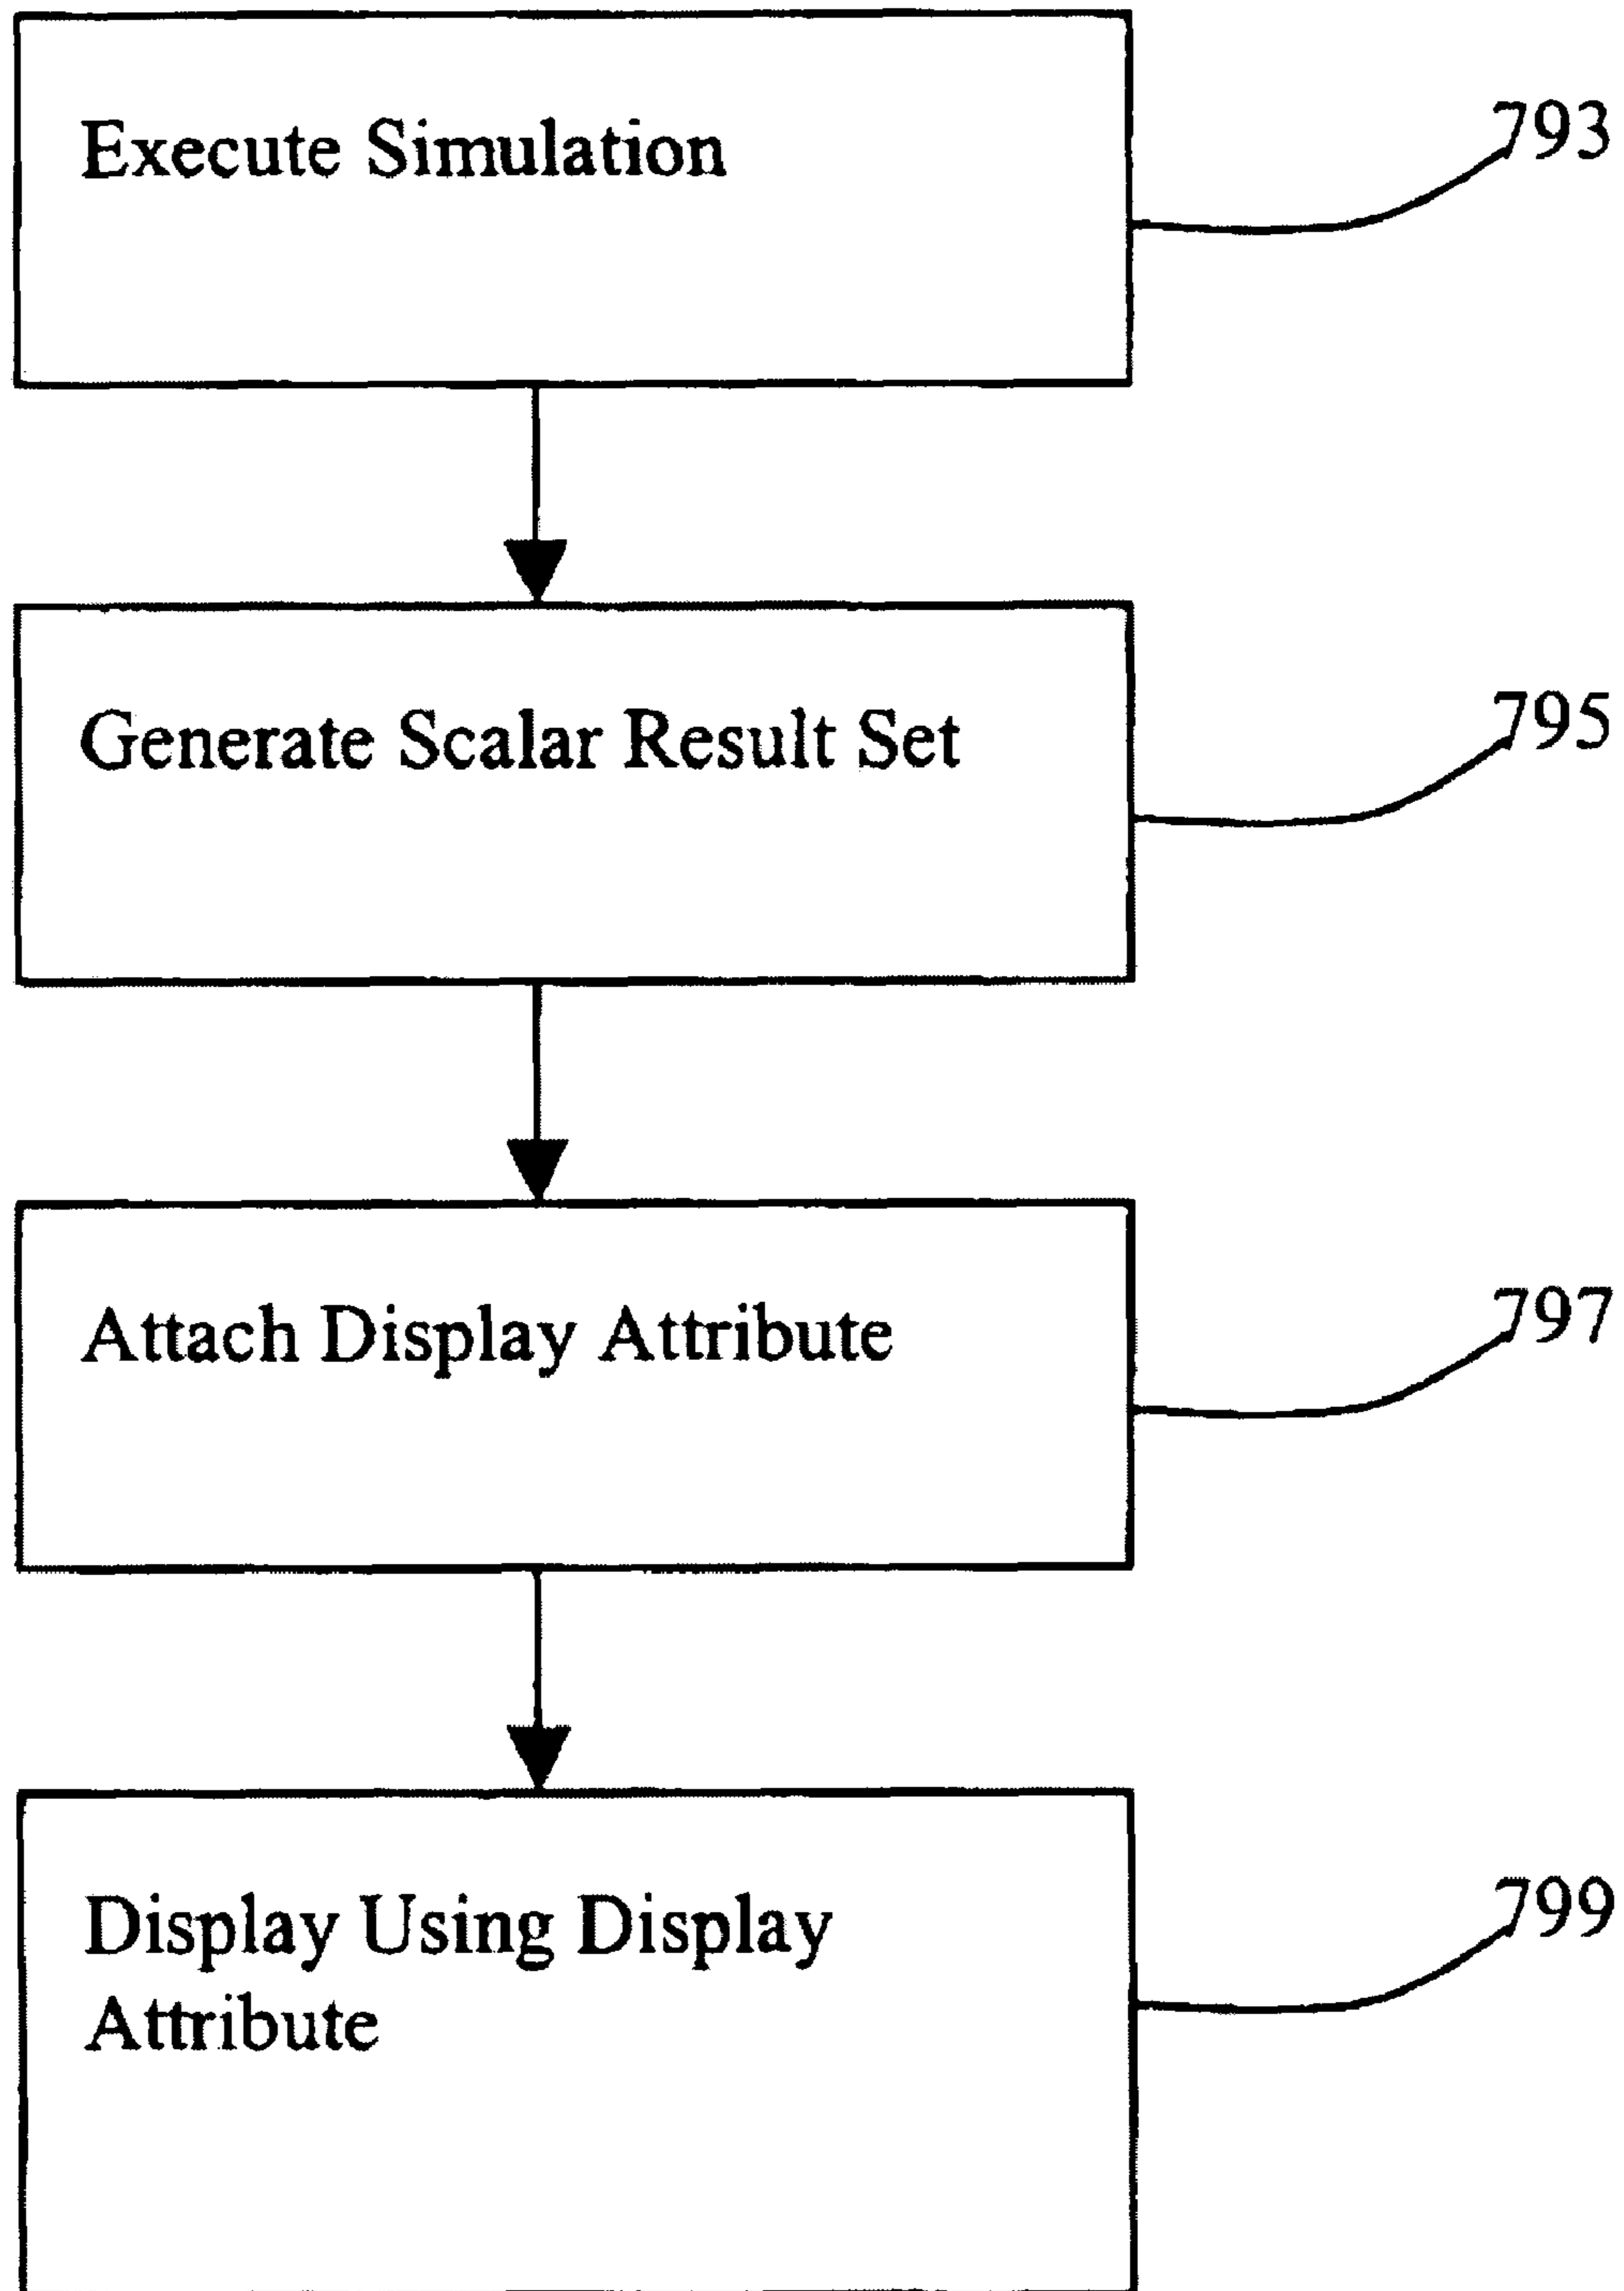 Execute Simulation
793
Generate Scalar Result Set
795
Attach Display Attribute
797
Display Using Display
Attribute
799